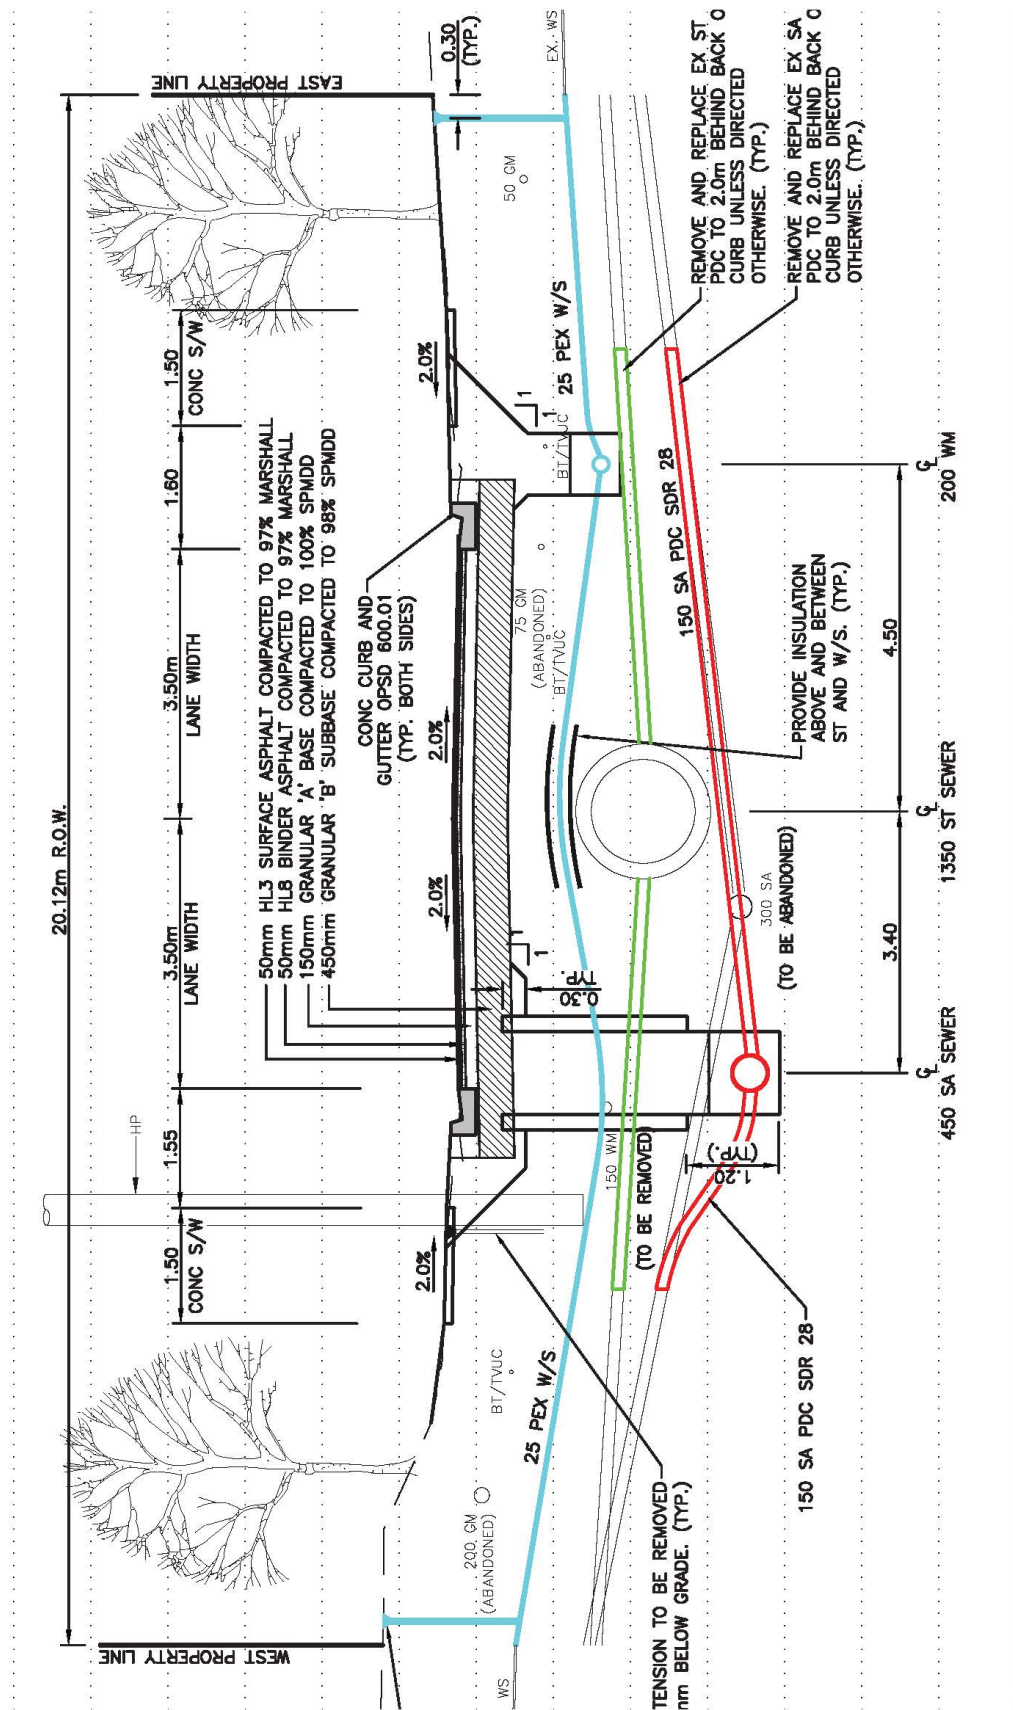 20.12m R.O.W.
WEST PROPERTY LINE
EAST PROPERTY LINE
1.50
CONC S/W
1.55
3.50m
LANE WIDTH
3.50m
LANE WIDTH
1.60
1.50
CONC S/W
0.30
(TYP.)
HP
50mm HL3 SURFACE ASPHALT COMPACTED TO 97% MARSHALL
50mm HL8 BINDER ASPHALT COMPACTED TO 97% MARSHALL
150mm GRANULAR 'A' BASE COMPACTED TO 100% SPMDD
450mm GRANULAR 'B' SUBBASE COMPACTED TO 98% SPMDD
CONC CURB AND
GUTTER OPSD 600.01
(TYP. BOTH SIDES)
2.0%
2.0%
2.0%
2.0%
200 GM
(ABANDONED)
BT/TVUC
25 PEX W/S
WS
0.30
TYP.
1
1
75 GM
(ABANDONED)
BT/TVUC
BT/TVUC
1
1
50 GM
25 PEX W/S
EX. WS
150 WM
(TO BE REMOVED)
1.20
(TYP.)
300 SA
(TO BE ABANDONED)
150 SA PDC SDR 28
PROVIDE INSULATION
ABOVE AND BETWEEN
ST AND W/S. (TYP.)
REMOVE AND REPLACE EX ST
PDC TO 2.0m BEHIND BACK O
CURB UNLESS DIRECTED
OTHERWISE. (TYP.)
REMOVE AND REPLACE EX SA
PDC TO 2.0m BEHIND BACK O
CURB UNLESS DIRECTED
OTHERWISE. (TYP.)
TENSION TO BE REMOVED
nm BELOW GRADE. (TYP.)
150 SA PDC SDR 28
3.40
4.50
℄
450 SA SEWER
℄
1350 ST SEWER
℄
200 WM